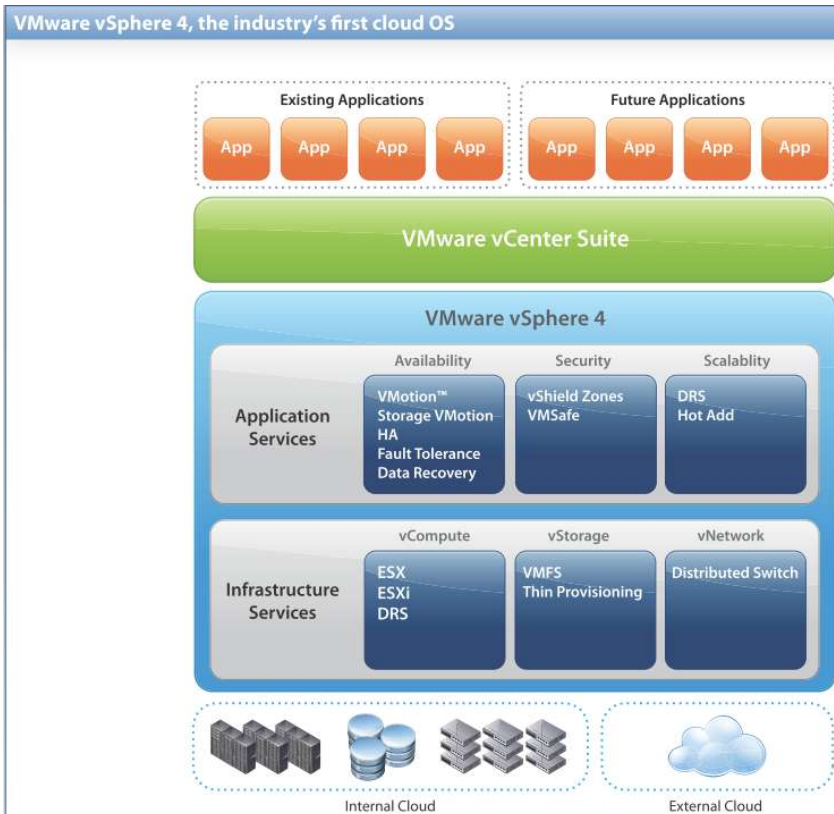 VMware vSphere 4, the industry's first cloud OS
Existing Applications
Future Applications
App App App App
App App App App
VMware vCenter Suite
VMware vSphere 4
Application
Services
Availability
VMotion™
Storage VMotion
HA
Fault Tolerance
Data Recovery
Security
vShield Zones
VMSafe
Scalablity
DRS
Hot Add
Infrastructure
Services
vCompute
ESX
ESXi
DRS
vStorage
VMFS
Thin Provisioning
vNetwork
Distributed Switch
Internal Cloud
External Cloud